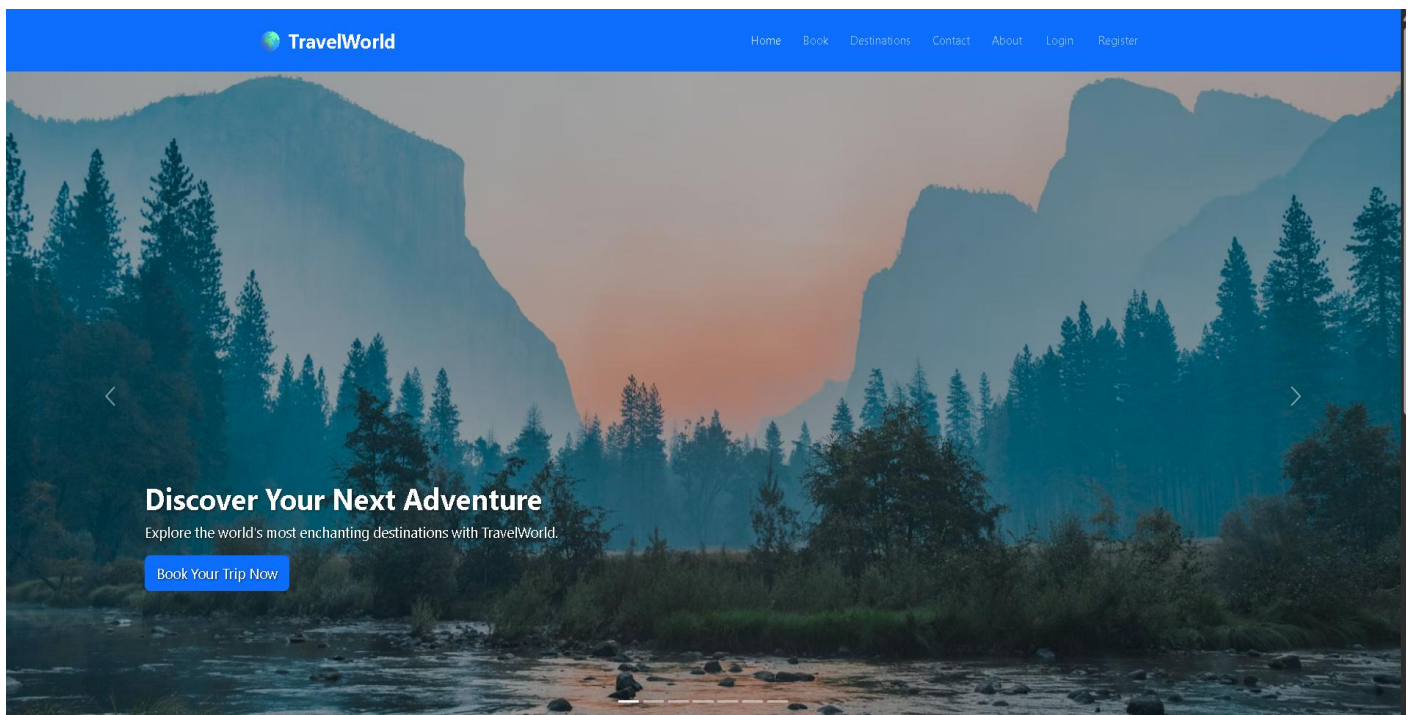 TravelWorld
Home Book Destinations Contact About Login Register
Discover Your Next Adventure
Explore the world's most enchanting destinations with TravelWorld.
Book Your Trip Now